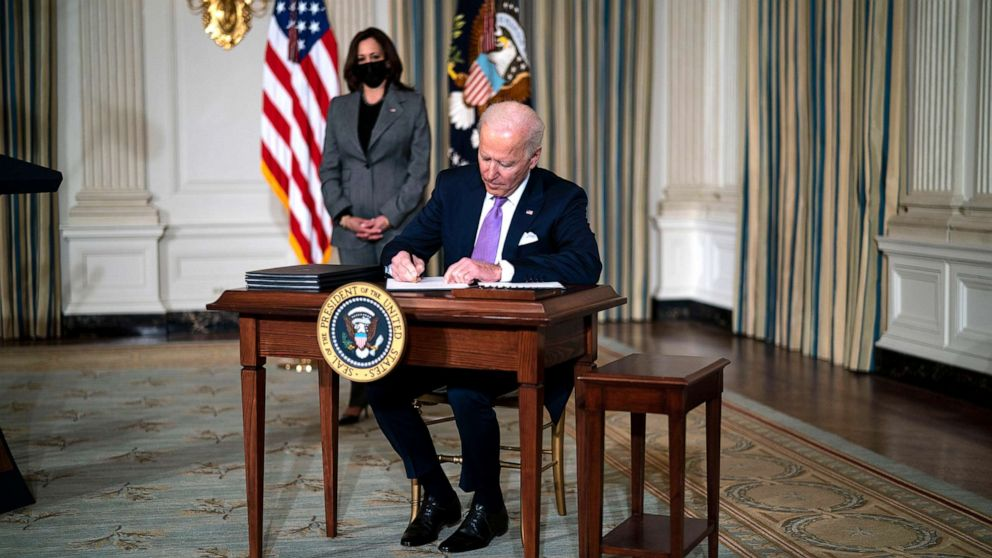 SEAL OF THE PRESIDENT OF THE UNITED STATES